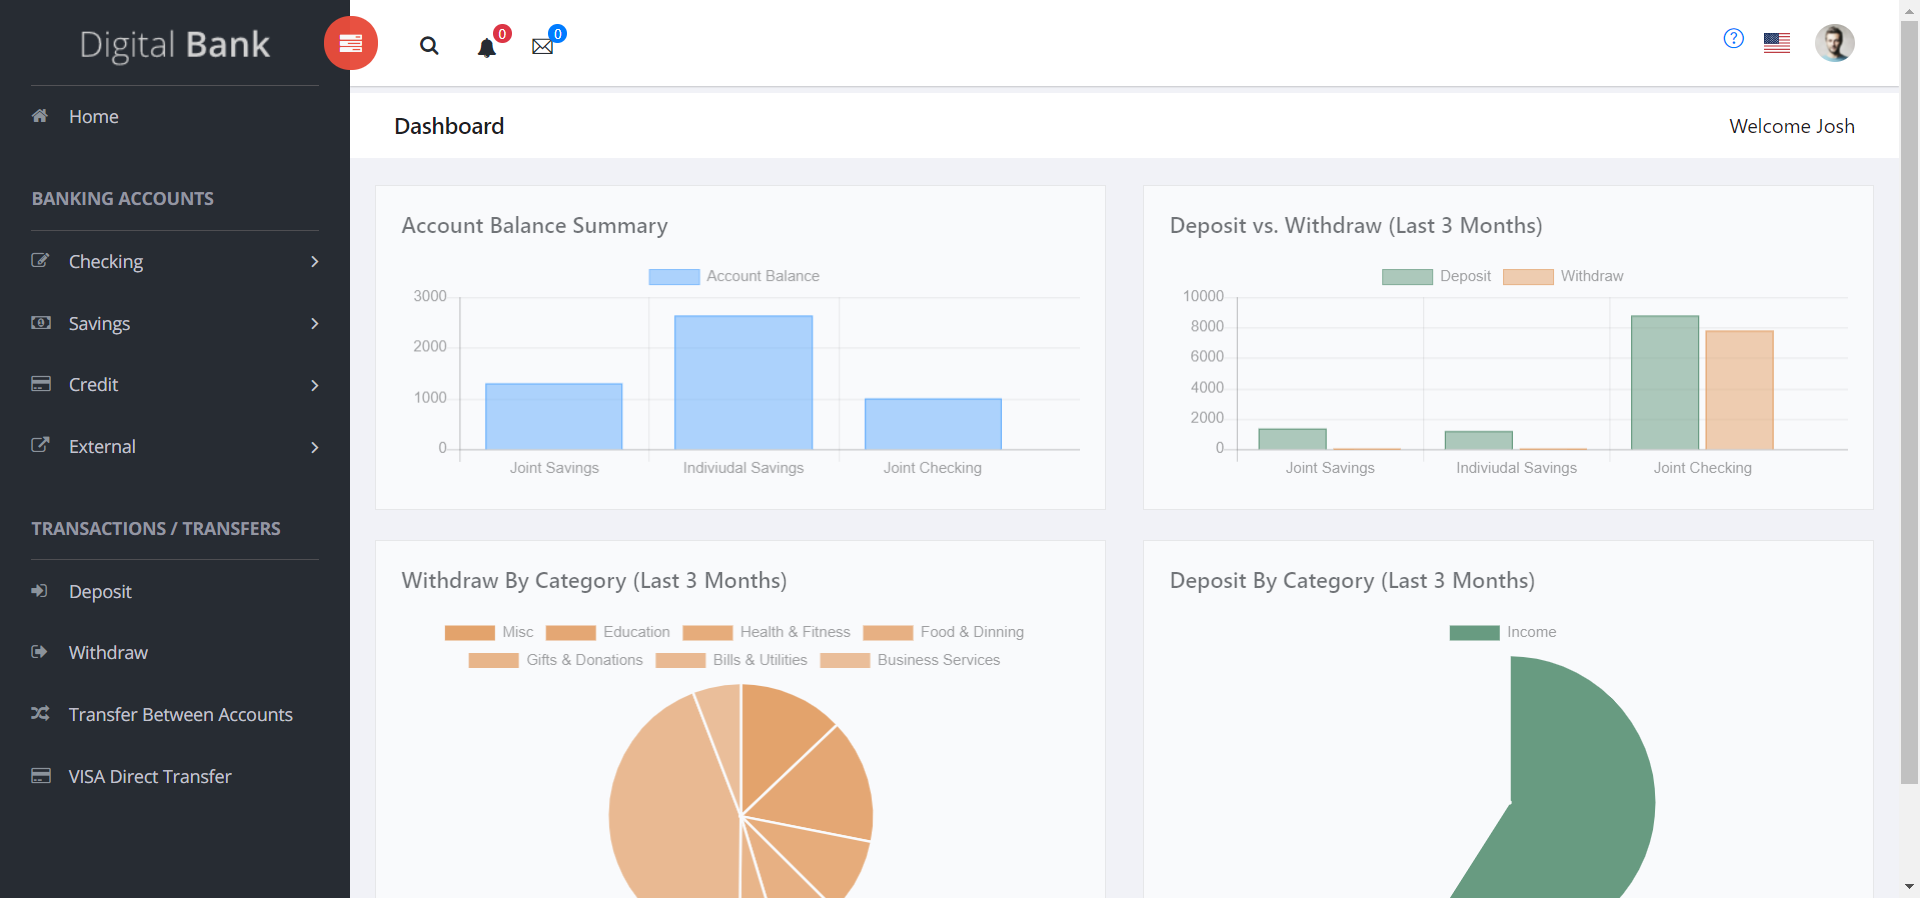 Digital Bank
0
0
?
Home
Dashboard
Welcome Josh
BANKING ACCOUNTS
Checking
Savings
Credit
External
TRANSACTIONS / TRANSFERS
Deposit
Withdraw
Transfer Between Accounts
VISA Direct Transfer
Account Balance Summary
Account Balance
3000
2000
1000
0
Joint Savings
Indiviudal Savings
Joint Checking
Deposit vs. Withdraw (Last 3 Months)
Deposit Withdraw
10000
8000
6000
4000
2000
0
Joint Savings
Indiviudal Savings
Joint Checking
Withdraw By Category (Last 3 Months)
Misc Education Health & Fitness Food & Dinning
Gifts & Donations Bills & Utilities Business Services
Deposit By Category (Last 3 Months)
Income